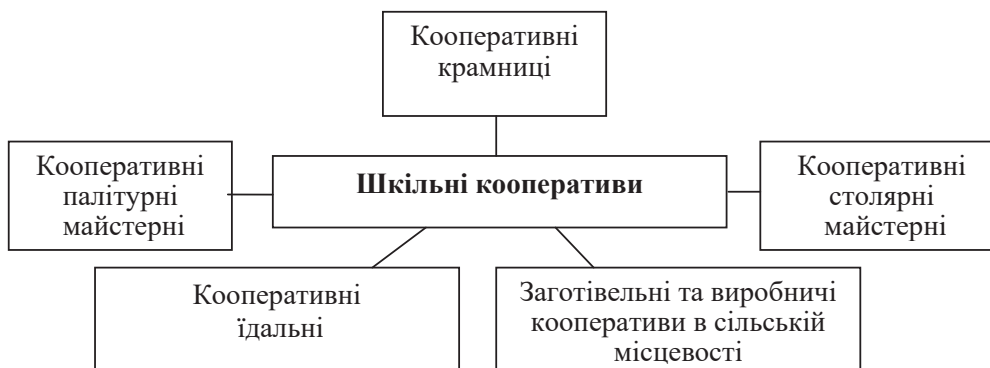 Кооперативні
крамниці
Кооперативні
палітурні
майстерні
Шкільні кооперативи
Кооперативні
столярні
майстерні
Кооперативні
їдальні
Заготівельні та виробничі
кооперативи в сільській
місцевості